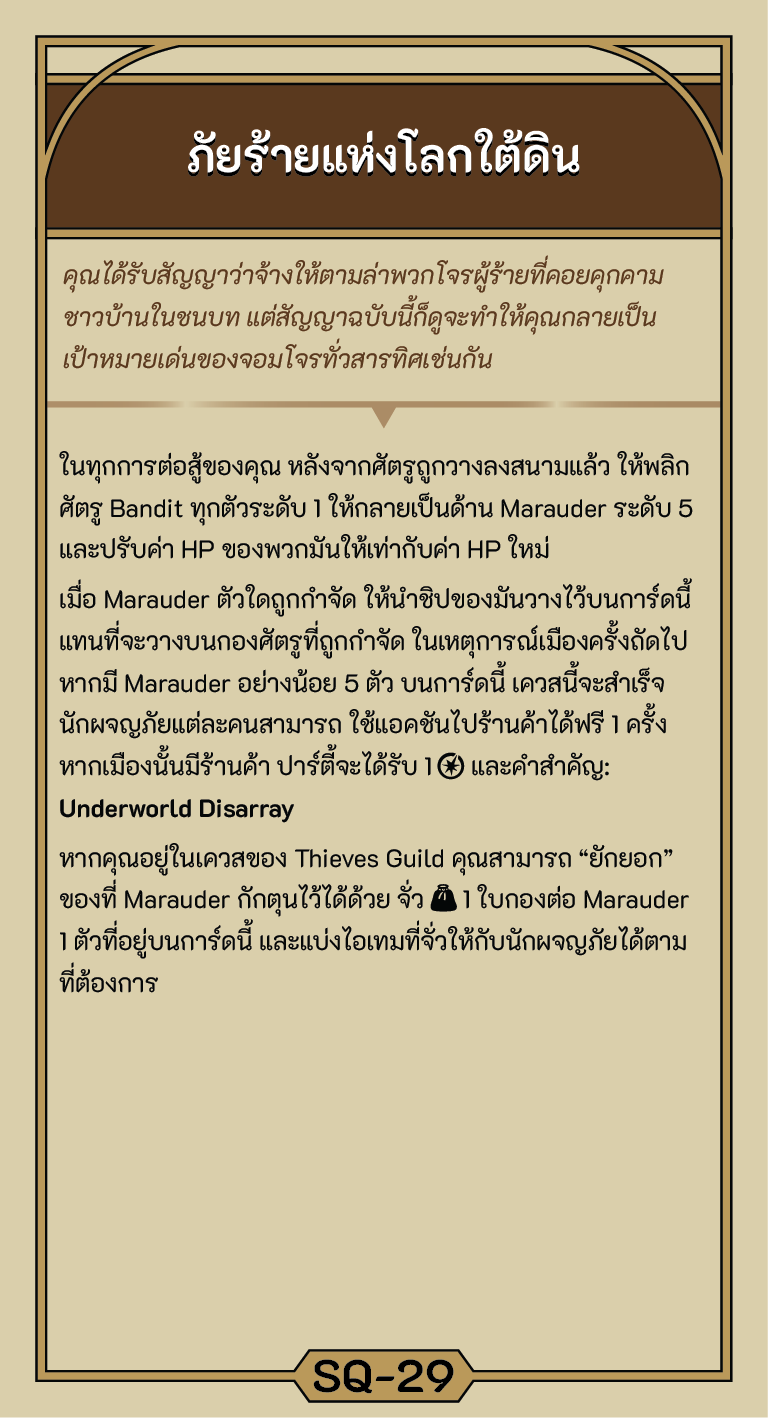 ภัยร้ายแห่งโลกใต้ดิน
คุณได้รับสัญญาว่าจ้างให้ตามล่าพวกโจรผู้ร้ายที่คอยคุกคาม
ชาวบ้านในชนบท แต่สัญญาฉบับนี้ก็ดูจะทำให้คุณกลายเป็น
เป้าหมายเด่นของจอมโจรทั่วสารทิศเช่นกัน
ในทุกการต่อสู้ของคุณ หลังจากศัตรูถูกวางลงสนามแล้ว ให้พลิก
ศัตรู Bandit ทุกตัวระดับ 1 ให้กลายเป็นด้าน Marauder ระดับ 5
และปรับค่า HP ของพวกมันให้เท่ากับค่า HP ใหม่
เมื่อ Marauder ตัวใดถูกกำจัด ให้นำชิปของมันวางไว้บนการ์ดนี้
แทนที่จะวางบนกองศัตรูที่ถูกกำจัด ในเหตุการณ์เมืองครั้งถัดไป
หากมี Marauder อย่างน้อย 5 ตัว บนการ์ดนี้ เควสนี้จะสำเร็จ
นักผจญภัยแต่ละคนสามารถ ใช้แอคชันไปร้านค้าได้ฟรี 1 ครั้ง
หากเมืองนั้นมีร้านค้า ปาร์ตี้จะได้รับ 1 และคำสำคัญ:
Underworld Disarray
หากคุณอยู่ในเควสของ Thieves Guild คุณสามารถ “ยักยอก”
ของที่ Marauder กักตุนไว้ได้ด้วย จั่ว 1 ใบกองต่อ Marauder
1 ตัวที่อยู่บนการ์ดนี้ และแบ่งไอเทมที่จั่วให้กับนักผจญภัยได้ตาม
ที่ต้องการ
SQ-29